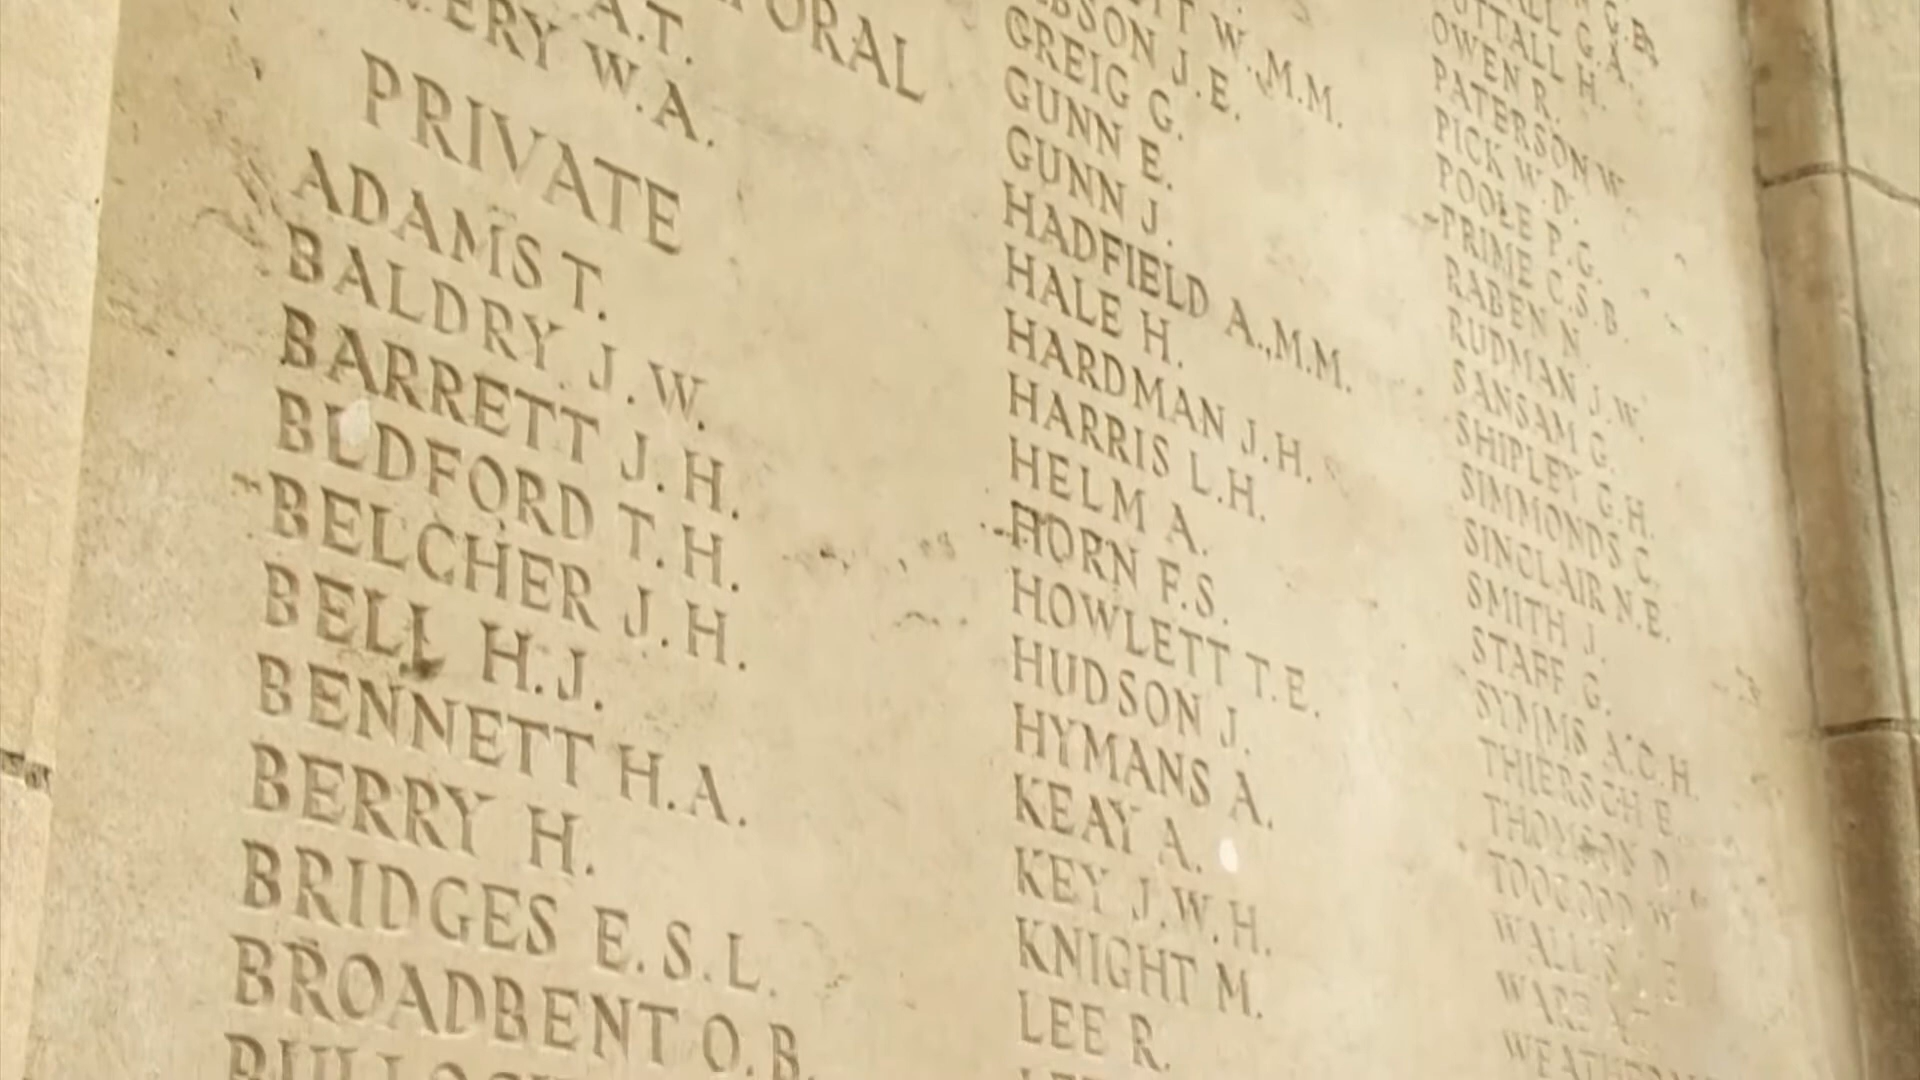 A.T.
W.A.
PRIVATE
ADAMS T.
BALDRY J.W.
BARRETT J.H.
BEDFORD T.H.
BELCHER J.H.
BELL H.J.
BENNETT H.A.
BERRY H.
BRIDGES E.S.L.
BROADBENT O.B.
W.,M.M.
J.E.
GREIG G.
GUNN E.
GUNN J.
HADFIELD A.,M.M.
HALE H.
HARDMAN J.H.
HARRIS L.H.
HELM A.
HORN F.S.
HOWLETT T.E.
HUDSON J.
HYMANS A.
KEAY A.
KEY J.W.H.
KNIGHT M.
LEE R.
G.A.
H.
OWEN R.
PATERSON W.
PICK W.D.
POOLE P.G.
PRIME C.S.B.
RABEN N.
RUDMAN J.W.
SANSAM G.
SHIPLEY G.H.
SIMMONDS C.
SINCLAIR N.E.
SMITH J.
STAFF G.
SYMMS A.C.H.
THIERSCH E.
THOMSON D.
TOOGOOD W.